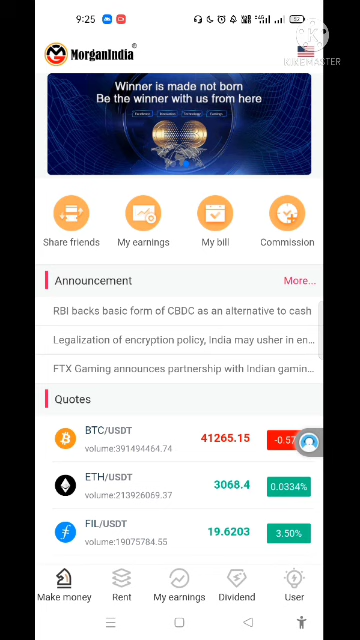 9:25
MorganIndia
KINEMASTER
Winner is made not born
Be the winner with us from here
Share friends
My earnings
My bill
Commission
Announcement
More...
RBI backs basic form of CBDC as an alternative to cash
Legalization of encryption policy, India may usher in en...
FTX Gaming announces partnership with Indian gamin...
Quotes
BTC/USDT
41265.15
-0.57
volume:391494464.74
ETH/USDT
3068.4
0.0334%
volume:213926069.37
FIL/USDT
19.6203
3.50%
volume:19075784.55
Make money
Rent
My earnings
Dividend
User